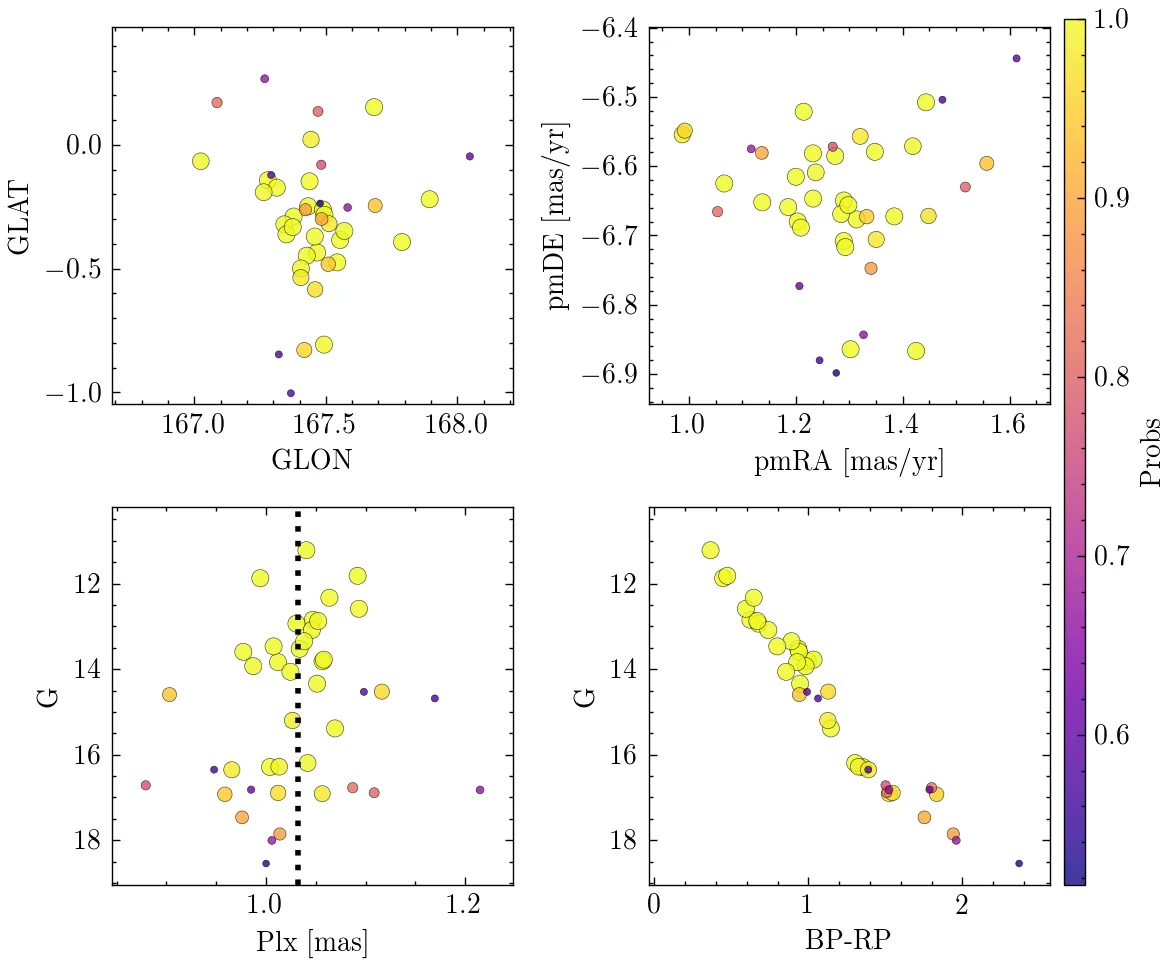 0.0
−0.5
−1.0
GLAT
167.0 167.5 168.0
GLON
−6.4
−6.5
−6.6
−6.7
−6.8
−6.9
pmDE [mas/yr]
1.0 1.2 1.4 1.6
pmRA [mas/yr]
1.0
0.9
0.8
0.7
0.6
Probs
12
14
16
18
G
1.0 1.2
Plx [mas]
12
14
16
18
G
0 1 2
BP-RP